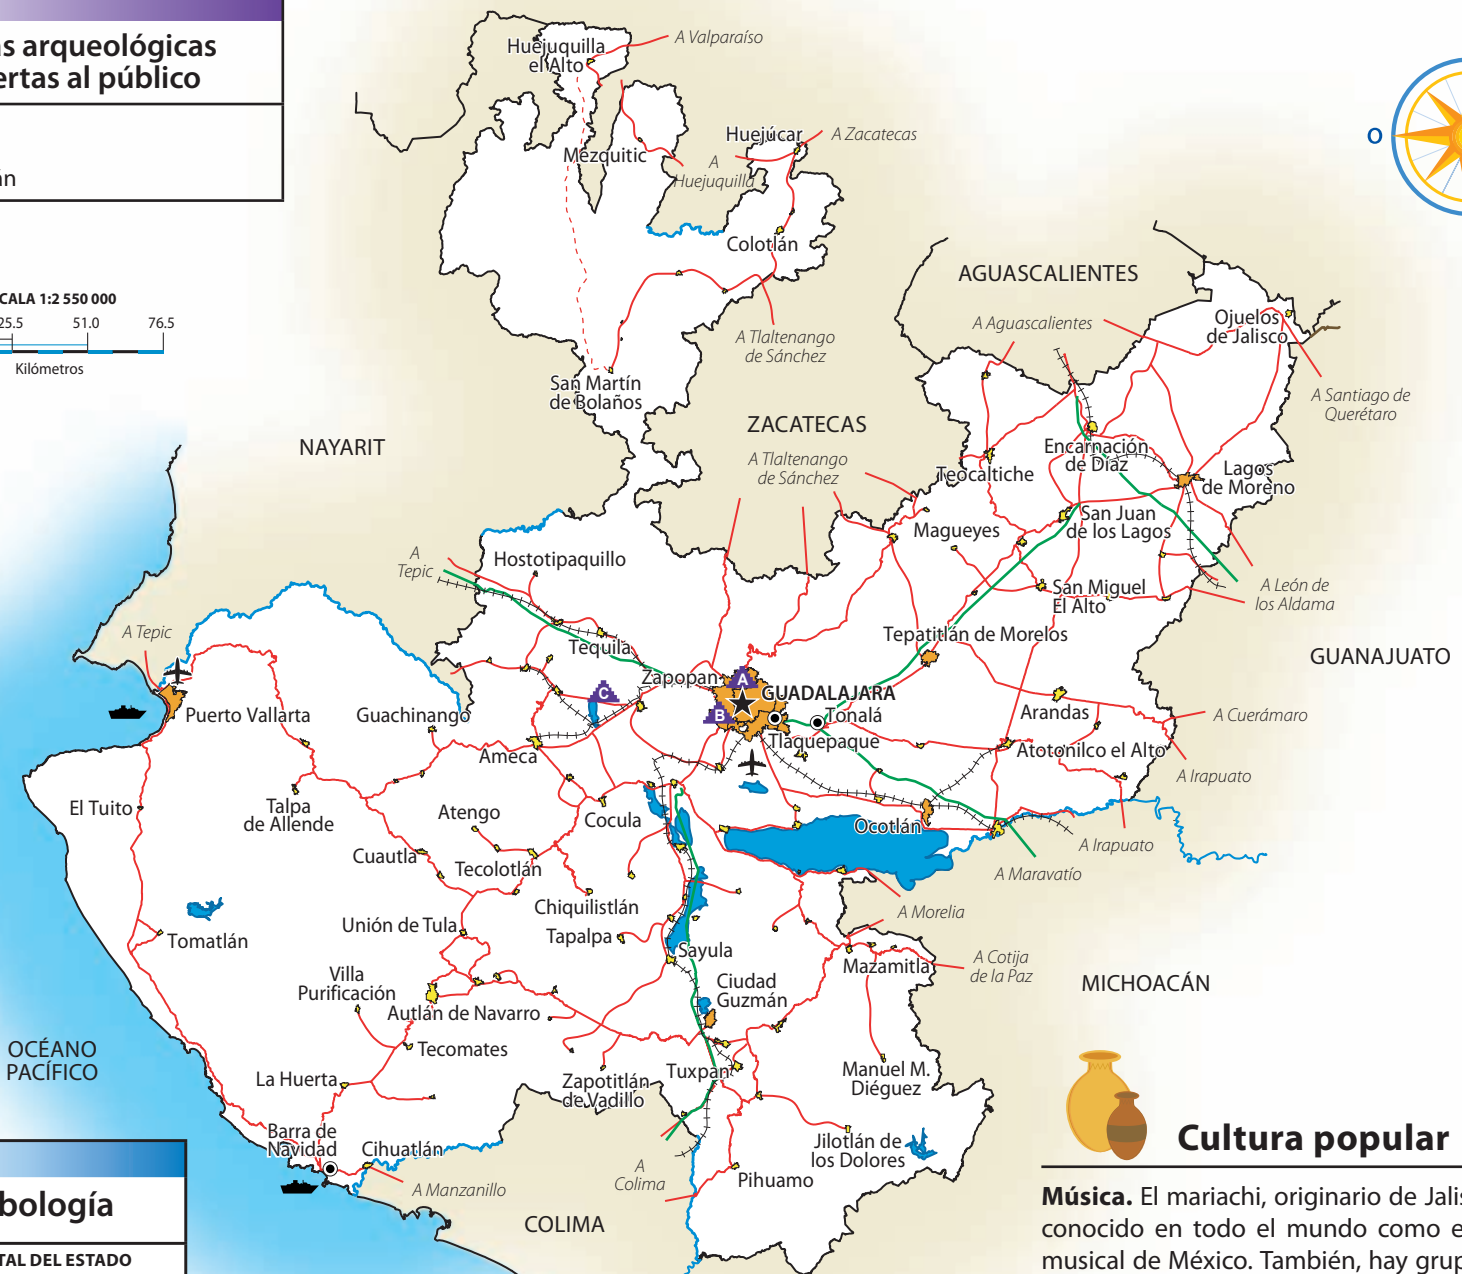 as arqueológicas
ertas al público
án
CALA 1:2 550 000
25.5 51.0 76.5
Kilómetros
O
Huejuquilla
el Alto
A Valparaíso
Mezquitic
A
Huejuquilla
Huejúcar
A Zacatecas
Colotlán
A Tlaltenango
de Sánchez
San Martín
de Bolaños
AGUASCALIENTES
A Aguascalientes
Ojuelos
de Jalisco
A Santiago de
Querétaro
NAYARIT
ZACATECAS
A Tlaltenango
de Sánchez
Teocaltiche
Encarnación
de Díaz
Lagos
de Moreno
Magueyes
San Juan
de los Lagos
A
Tepic
Hostotipaquillo
San Miguel
El Alto
A León de
los Aldama
A Tepic
Tequila
Tepatitlán de Morelos
GUANAJUATO
Zapopan
A
B
C
GUADALAJARA
Tonalá
Tlaquepaque
Puerto Vallarta
Guachinango
Ameca
Arandas
A Cuerámaro
Atotonilco el Alto
A Irapuato
El Tuito
Talpa
de Allende
Atengo
Cocula
Ocotlán
A Irapuato
Cuautla
Tecolotlán
A Maravatío
Chiquilistlán
A Morelia
Unión de Tula
Tapalpa
Tomatlán
Sayula
Mazamitla
A Cotija
de la Paz
Villa
Purificación
Ciudad
Guzmán
MICHOACÁN
Autlán de Navarro
OCÉANO
PACÍFICO
Tecomates
La Huerta
Zapotitlán
de Vadillo
Tuxpan
Manuel M.
Diéguez
Barra de
Navidad
Cihuatlán
Jilotlán de
los Dolores
A Manzanillo
A
Colima
Pihuamo
COLIMA
bología
TAL DEL ESTADO
Cultura popular
Música. El mariachi, originario de Jalis
conocido en todo el mundo como e
musical de México. También, hay grup